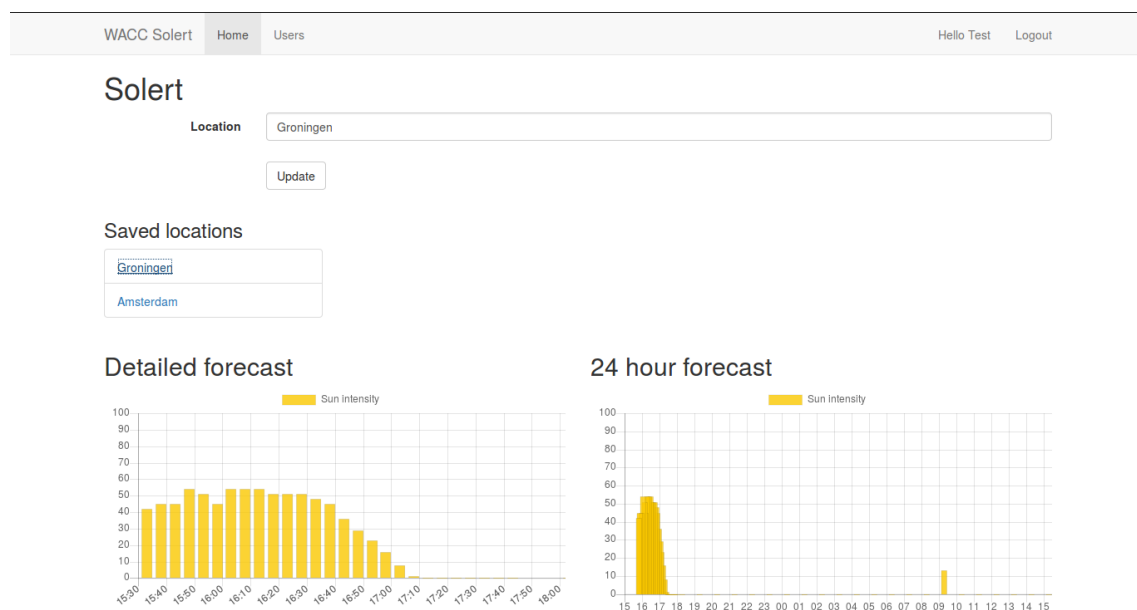 WACC Solert Home Users Hello Test Logout
Solert
Location Groningen
Update
Saved locations
Groningen
Amsterdam
Detailed forecast
Sun intensity
100
90
80
70
60
50
40
30
20
10
0
15:30 15:40 15:50 16:00 16:10 16:20 16:30 16:40 16:50 17:00 17:10 17:20 17:30 17:40 17:50 18:00
24 hour forecast
Sun intensity
100
90
80
70
60
50
40
30
20
10
0
15 16 17 18 19 20 21 22 23 00 01 02 03 04 05 06 07 08 09 10 11 12 13 14 15